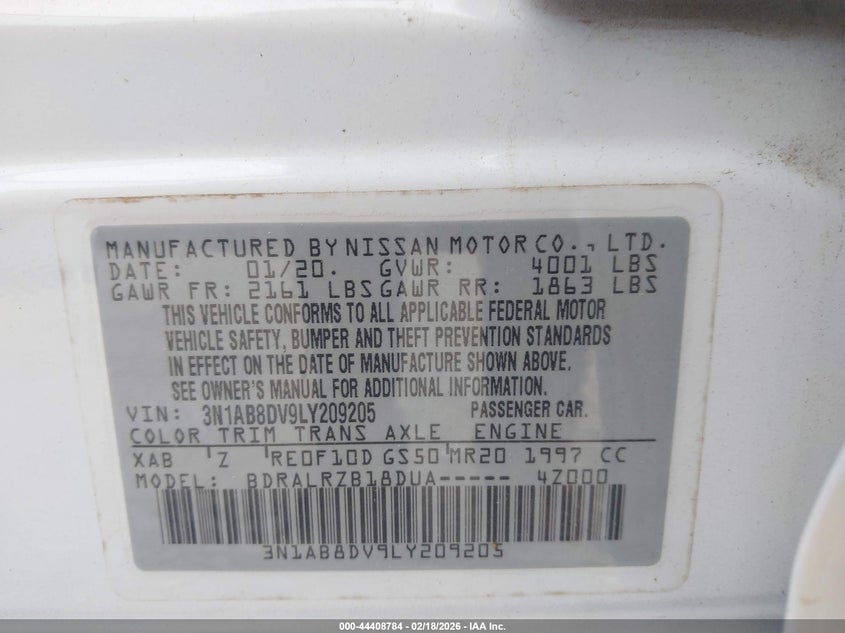 MANUFACTURED BY NISSAN MOTOR CO., LTD.
DATE: 01/20. GVWR: 4001 LBS
GAWR FR: 2161 LBS GAWR RR: 1863 LBS
THIS VEHICLE CONFORMS TO ALL APPLICABLE FEDERAL MOTOR
VEHICLE SAFETY, BUMPER AND THEFT PREVENTION STANDARDS
IN EFFECT ON THE DATE OF MANUFACTURE SHOWN ABOVE.
SEE OWNER'S MANUAL FOR ADDITIONAL INFORMATION.
VIN: 3N1AB8DV9LY209205 PASSENGER CAR.
COLOR TRIM TRANS AXLE ENGINE
XAB Z RE0F10D GS50 MR20 1997 CC
MODEL: BDRALRZB18DUA----- 4Z000
3N1AB8DV9LY209205
000-44408784 | 02/18/2026 - IAA Inc.